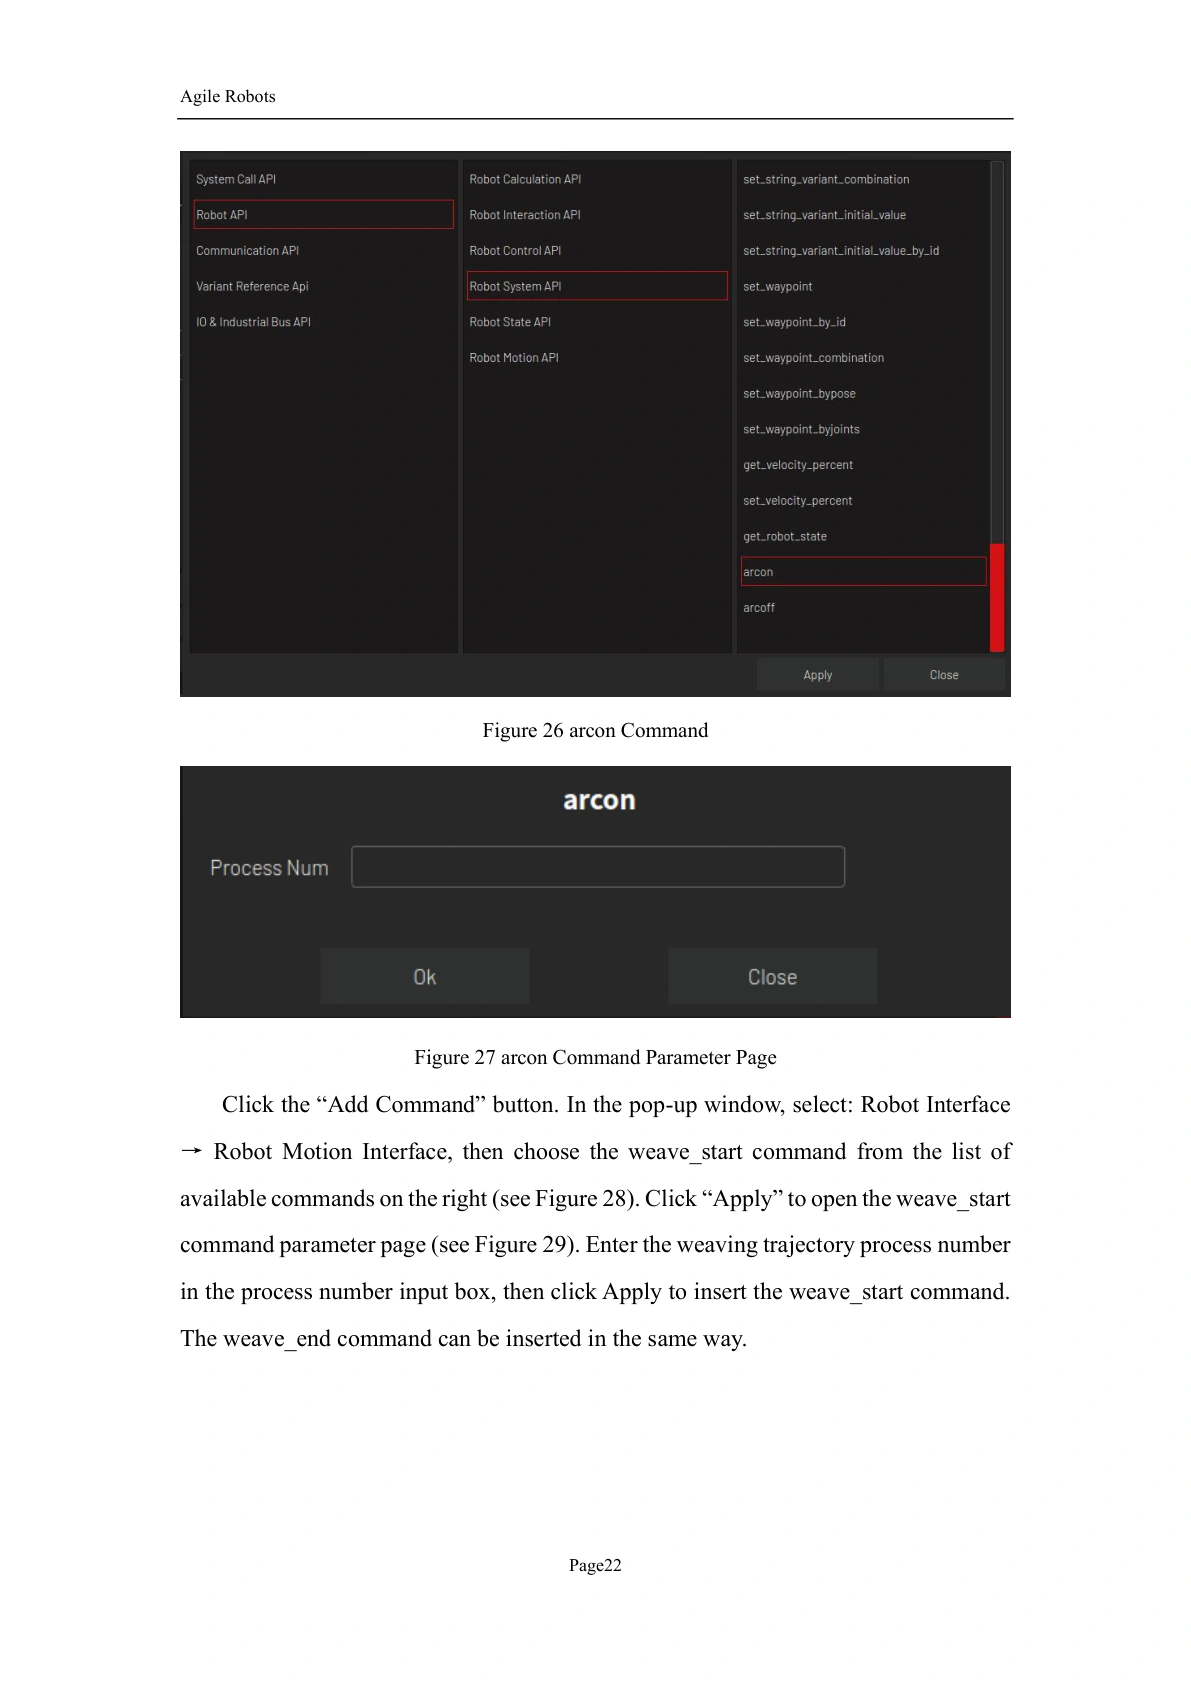 Agile Robots
System Call API
Robot API
Communication API
Variant Reference Api
IO & Industrial Bus API
Robot Calculation API
Robot Interaction API
Robot Control API
Robot System API
Robot State API
Robot Motion API
set_string_variant_combination
set_string_variant_initial_value
set_string_variant_initial_value_by_id
set_waypoint
set_waypoint_by_id
set_waypoint_combination
set_waypoint_bypose
set_waypoint_byjoints
get_velocity_percent
set_velocity_percent
get_robot_state
arcon
arcoff
Apply
Close
Figure 26 arcon Command
arcon
Process Num
Ok
Close
Figure 27 arcon Command Parameter Page
Click the “Add Command” button. In the pop-up window, select: Robot Interface
→ Robot Motion Interface, then choose the weave_start command from the list of
available commands on the right (see Figure 28). Click “Apply” to open the weave_start
command parameter page (see Figure 29). Enter the weaving trajectory process number
in the process number input box, then click Apply to insert the weave_start command.
The weave_end command can be inserted in the same way.
Page22